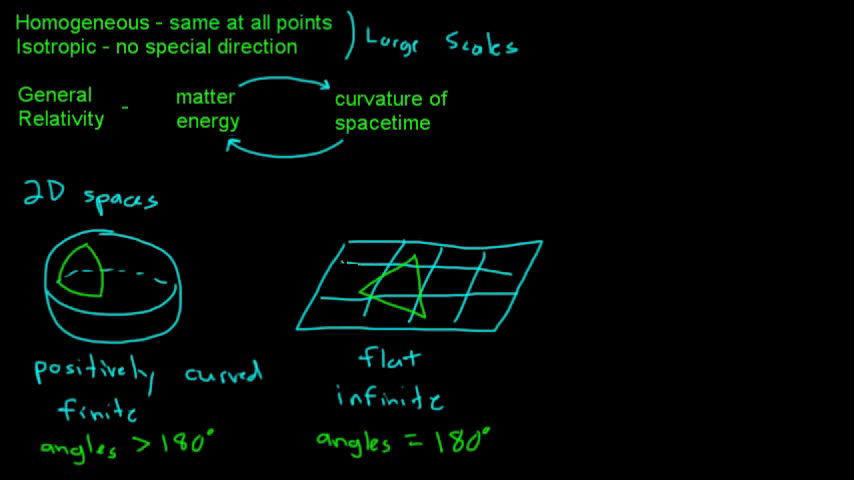 Homogeneous - same at all points
Isotropic - no special direction
) Large Scales
General Relativity -
matter energy
curvature of spacetime
2D spaces
positively curved
finite
angles > 180°
flat
infinite
angles = 180°